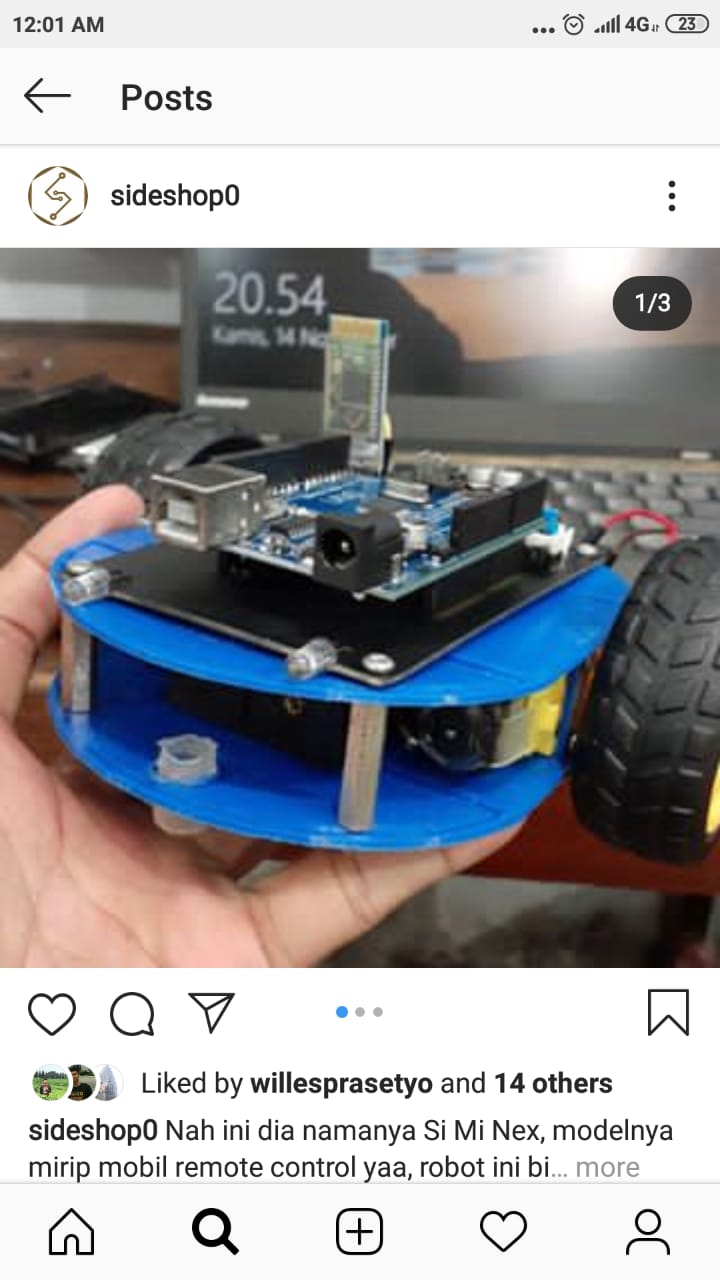 12:01 AM
4G
23
Posts
sideshop0
20.54
Kamis, 14 No
1/3
lenovo
Liked by willesprasetyo and 14 others
sideshop0 Nah ini dia namanya Si Mi Nex, modelnya
mirip mobil remote control yaa, robot ini bi... more